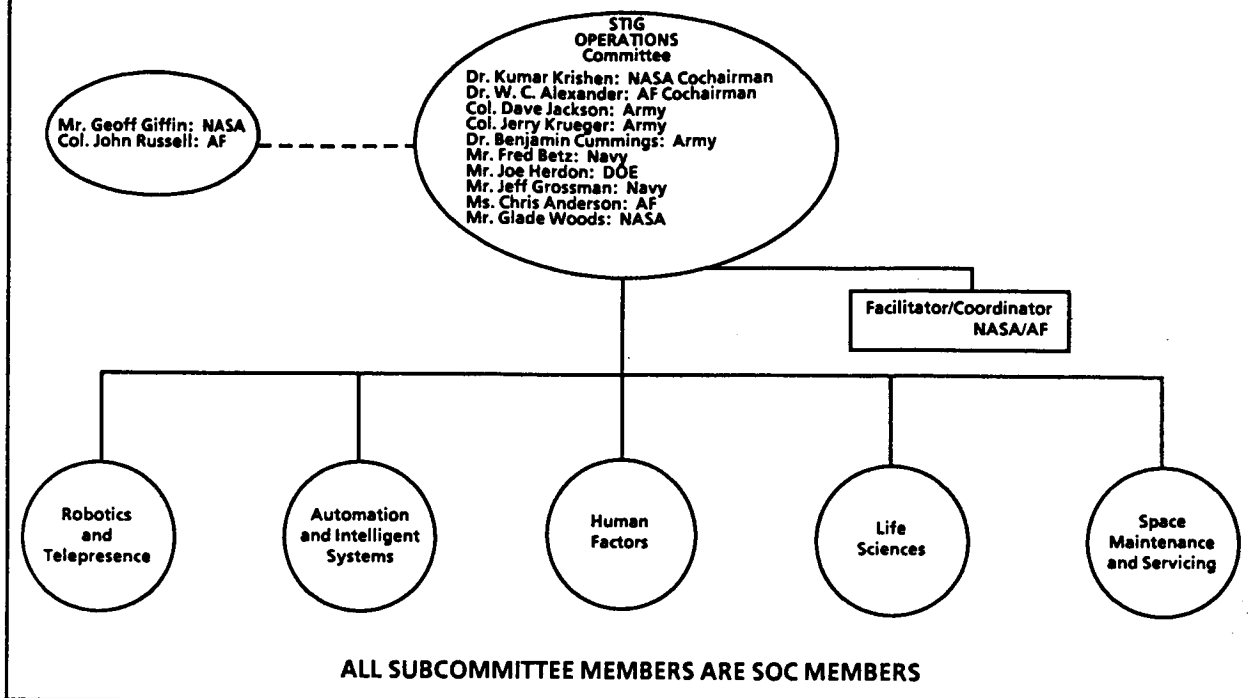 STIG
OPERATIONS
Committee
Dr. Kumar Krishen: NASA Cochairman
Dr. W. C. Alexander: AF Cochairman
Col. Dave Jackson: Army
Col. Jerry Krueger: Army
Dr. Benjamin Cummings: Army
Mr. Fred Betz: Navy
Mr. Joe Herdon: DOE
Mr. Jeff Grossman: Navy
Ms. Chris Anderson: AF
Mr. Glade Woods: NASA
Mr. Geoff Giffin: NASA
Col. John Russell: AF
Facilitator/Coordinator
NASA/AF
Robotics
and
Telepresence
Automation
and Intelligent
Systems
Human
Factors
Life
Sciences
Space
Maintenance
and Servicing
ALL SUBCOMMITTEE MEMBERS ARE SOC MEMBERS